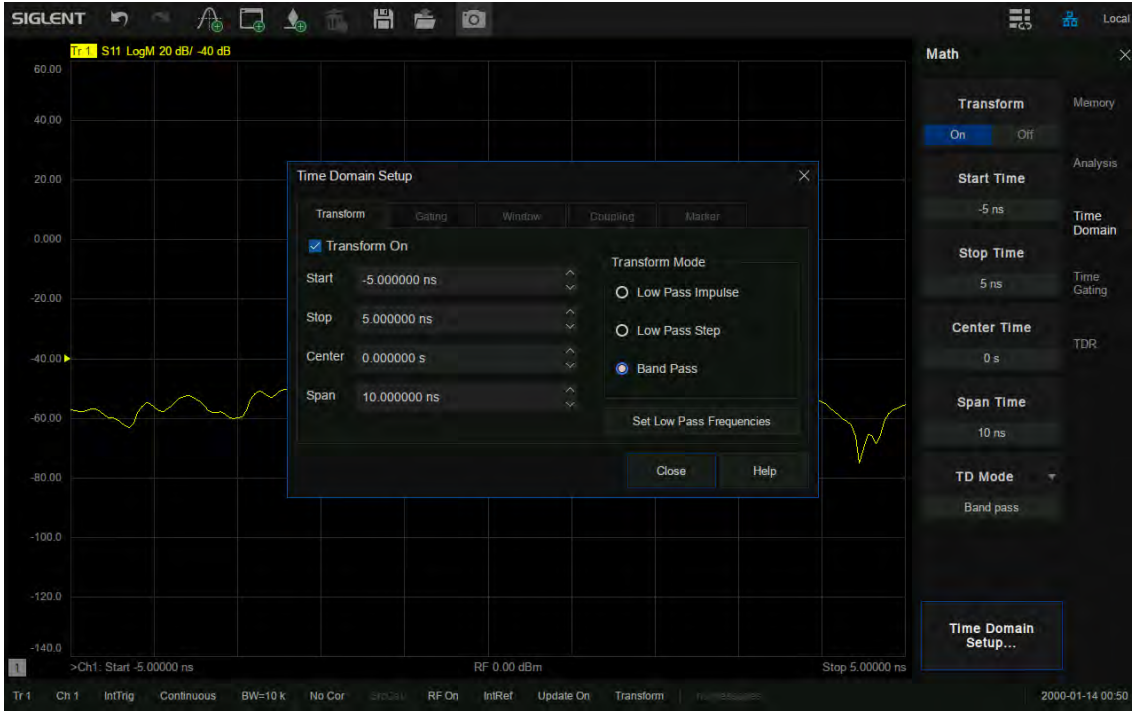 SIGLENT
Local
Tr 1 S11 LogM 20 dB/ -40 dB
60.00
40.00
20.00
0.000
-20.00
-40.00
-60.00
-80.00
-100.0
-120.0
-140.0
Time Domain Setup
Transform Gating Window Coupling Marker
Transform On
Start -5.000000 ns
Stop 5.000000 ns
Center 0.000000 s
Span 10.000000 ns
Transform Mode
Low Pass Impulse
Low Pass Step
Band Pass
Set Low Pass Frequencies
Close Help
Math
Transform
On Off
Start Time
-5 ns
Stop Time
5 ns
Center Time
0 s
Span Time
10 ns
TD Mode
Band pass
Time Domain
Setup...
Memory
Analysis
Time
Domain
Time
Gating
TDR
1 >Ch1: Start -5.00000 ns RF 0.00 dBm Stop 5.00000 ns
Tr 1 Ch 1 IntTrig Continuous BW=10 k No Cor RF On IntRef Update On Transform 2000-01-14 00:50